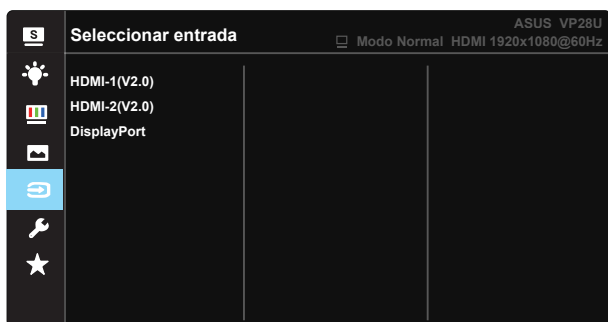 S
Seleccionar entrada
ASUS VP28U
Modo Normal HDMI 1920x1080@60Hz
HDMI-1(V2.0)
HDMI-2(V2.0)
DisplayPort